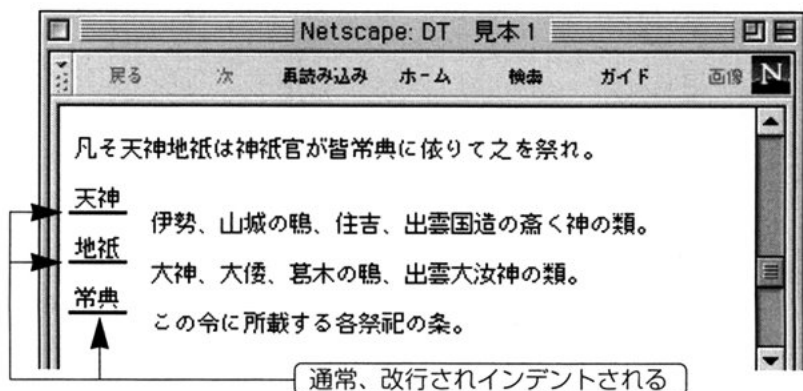 Netscape: DT 見本1
戻る 次 再読み込み ホーム 検索 ガイド 画像 N
凡そ天神地祇は神祇官が皆常典に依りて之を祭れ。
天神
伊勢、山城の鴨、住吉、出雲国造の斎く神の類。
地祇
大神、大倭、葛木の鴨、出雲大汝神の類。
常典
この令に所載する各祭祀の条。
通常、改行されインデントされる